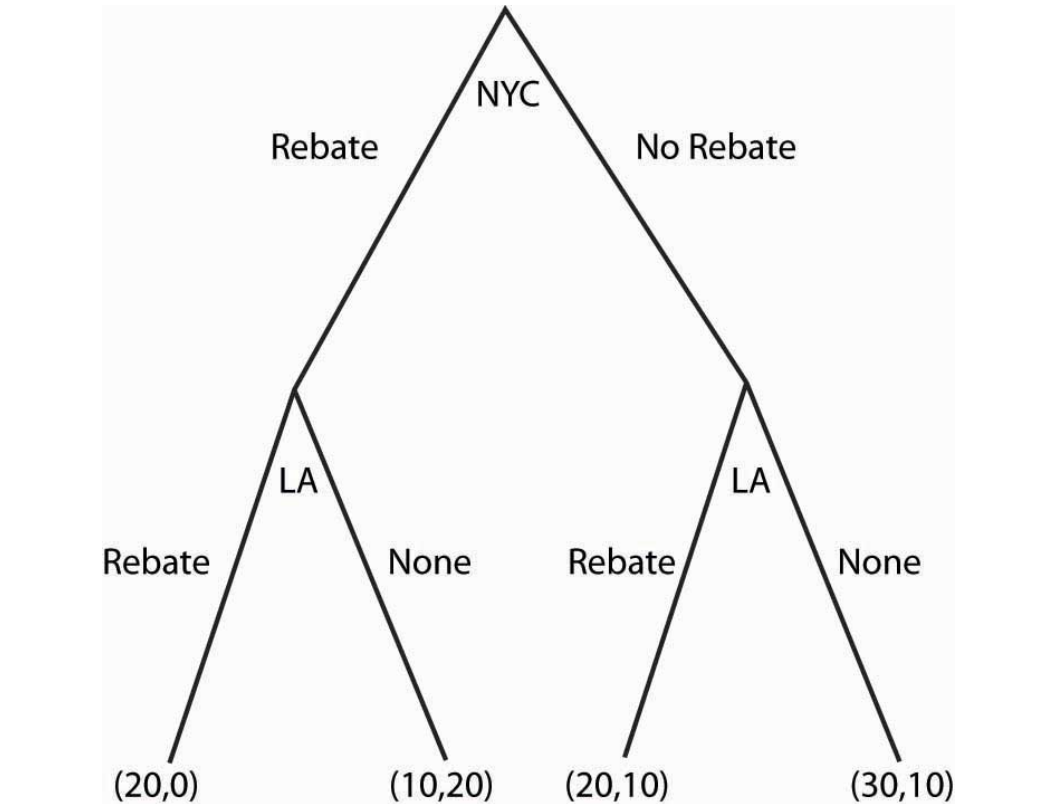 NYC
Rebate
No Rebate
LA
LA
Rebate
None
Rebate
None
(20,0)
(10,20)
(20,10)
(30,10)